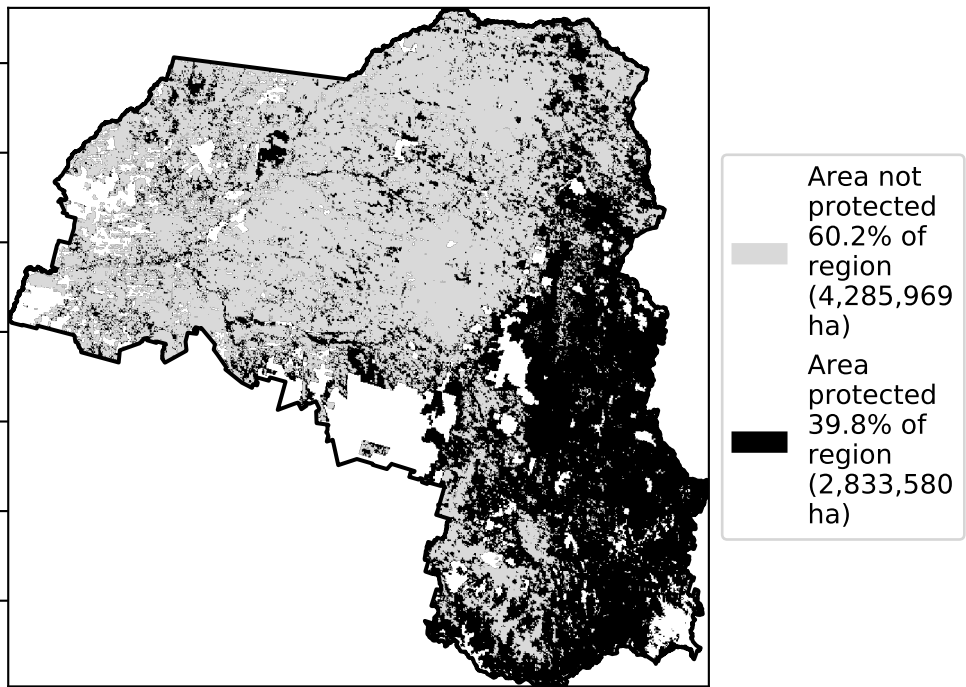 Area not
protected
60.2% of
region
(4,285,969
ha)
Area
protected
39.8% of
region
(2,833,580
ha)